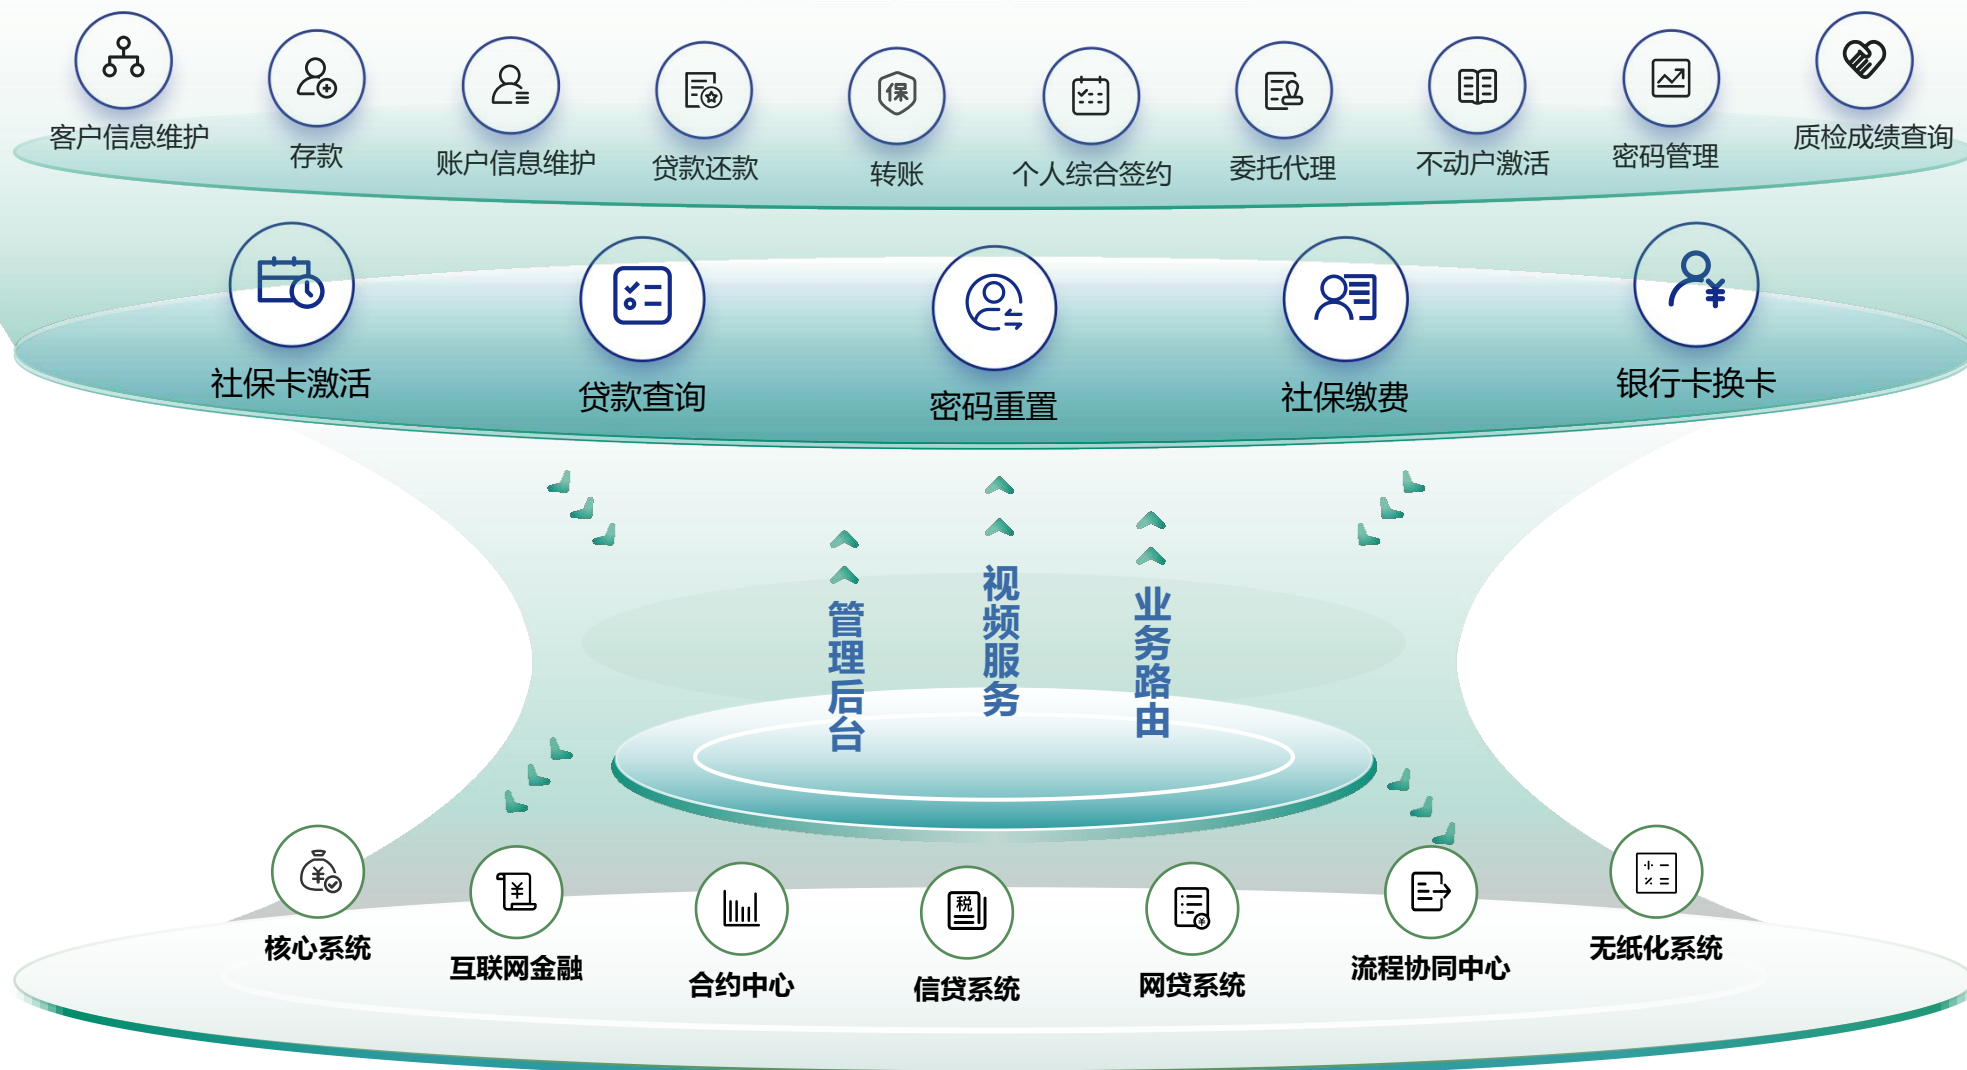 保
客户信息维护
存款
账户信息维护
贷款还款
转账
个人综合签约
委托代理
不动户激活
密码管理
质检成绩查询
社保卡激活
贷款查询
密码重置
社保缴费
银行卡换卡
管理后台
视频服务
业务路由
税
核心系统
互联网金融
合约中心
信贷系统
网贷系统
流程协同中心
无纸化系统